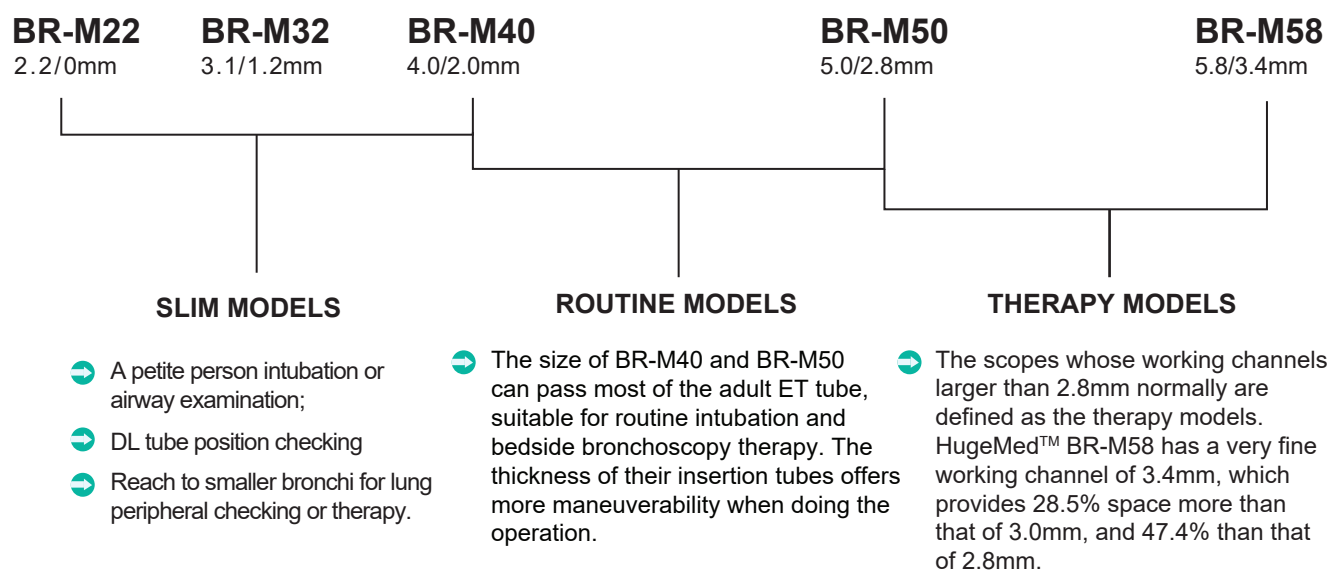 BR-M22
2.2/0mm
BR-M32
3.1/1.2mm
BR-M40
4.0/2.0mm
BR-M50
5.0/2.8mm
BR-M58
5.8/3.4mm
SLIM MODELS
A petite person intubation or
airway examination;
DL tube position checking
Reach to smaller bronchi for lung
peripheral checking or therapy.
ROUTINE MODELS
The size of BR-M40 and BR-M50
can pass most of the adult ET tube,
suitable for routine intubation and
bedside bronchoscopy therapy. The
thickness of their insertion tubes offers
more maneuverability when doing the
operation.
THERAPY MODELS
The scopes whose working channels
larger than 2.8mm normally are
defined as the therapy models.
HugeMed™ BR-M58 has a very fine
working channel of 3.4mm, which
provides 28.5% space more than
that of 3.0mm, and 47.4% than that
of 2.8mm.